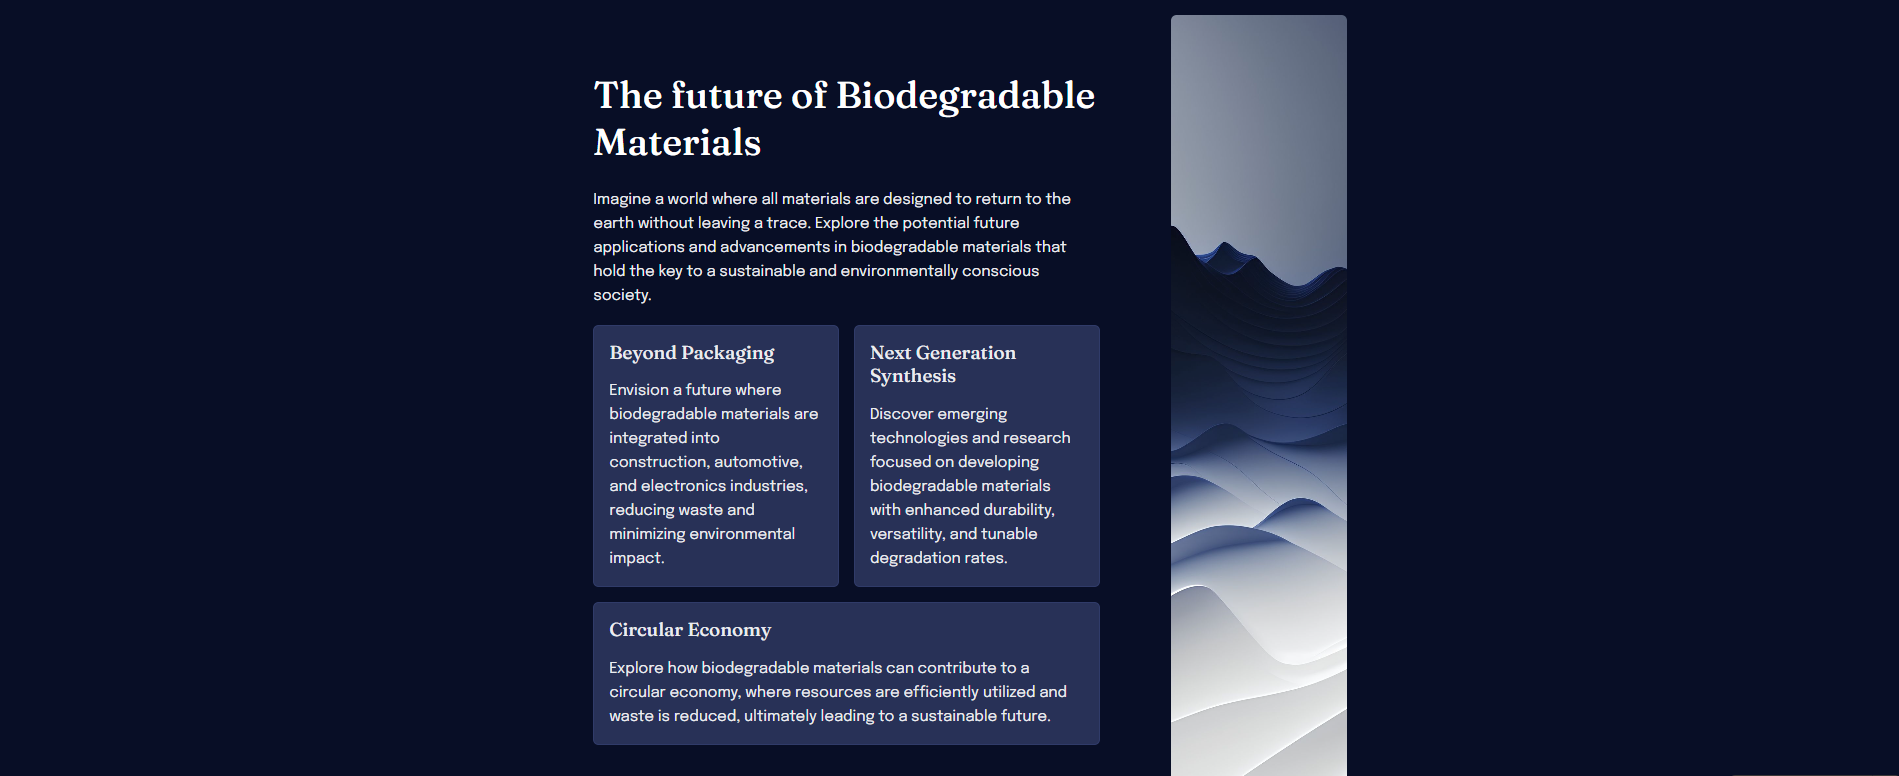 The future of Biodegradable
Materials
Imagine a world where all materials are designed to return to the
earth without leaving a trace. Explore the potential future
applications and advancements in biodegradable materials that
hold the key to a sustainable and environmentally conscious
society.
Beyond Packaging
Envision a future where
biodegradable materials are
integrated into
construction, automotive,
and electronics industries,
reducing waste and
minimizing environmental
impact.
Next Generation
Synthesis
Discover emerging
technologies and research
focused on developing
biodegradable materials
with enhanced durability,
versatility, and tunable
degradation rates.
Circular Economy
Explore how biodegradable materials can contribute to a
circular economy, where resources are efficiently utilized and
waste is reduced, ultimately leading to a sustainable future.